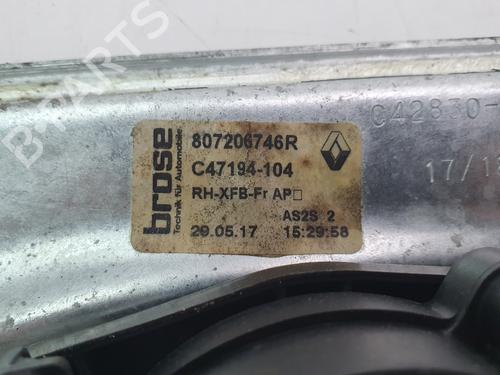 B-PARTS
brose
Technik für Automobile
807206746R
C47194-104
RH-XFB-Fr AP□
AS2S 2
29.05.17 15:29:58
C42830-
17/1